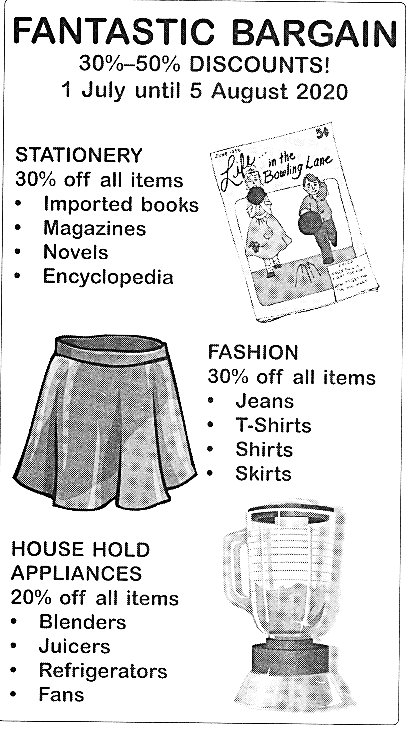 FANTASTIC BARGAIN
30%–50% DISCOUNTS!
1 July until 5 August 2020
STATIONERY
30% off all items
• Imported books
• Magazines
• Novels
• Encyclopedia
5¢
Life in the
Bowling Lane
FASHION
30% off all items
• Jeans
• T-Shirts
• Shirts
• Skirts
HOUSE HOLD
APPLIANCES
20% off all items
• Blenders
• Juicers
• Refrigerators
• Fans